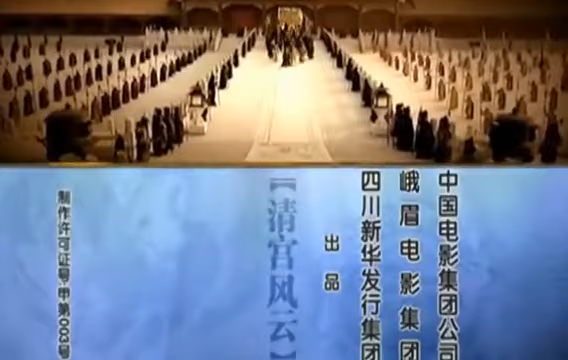 中国电影集团公司
峨眉电影集团
四川新华发行集团
出品
【清宫风云】
制作许可证号甲第003号